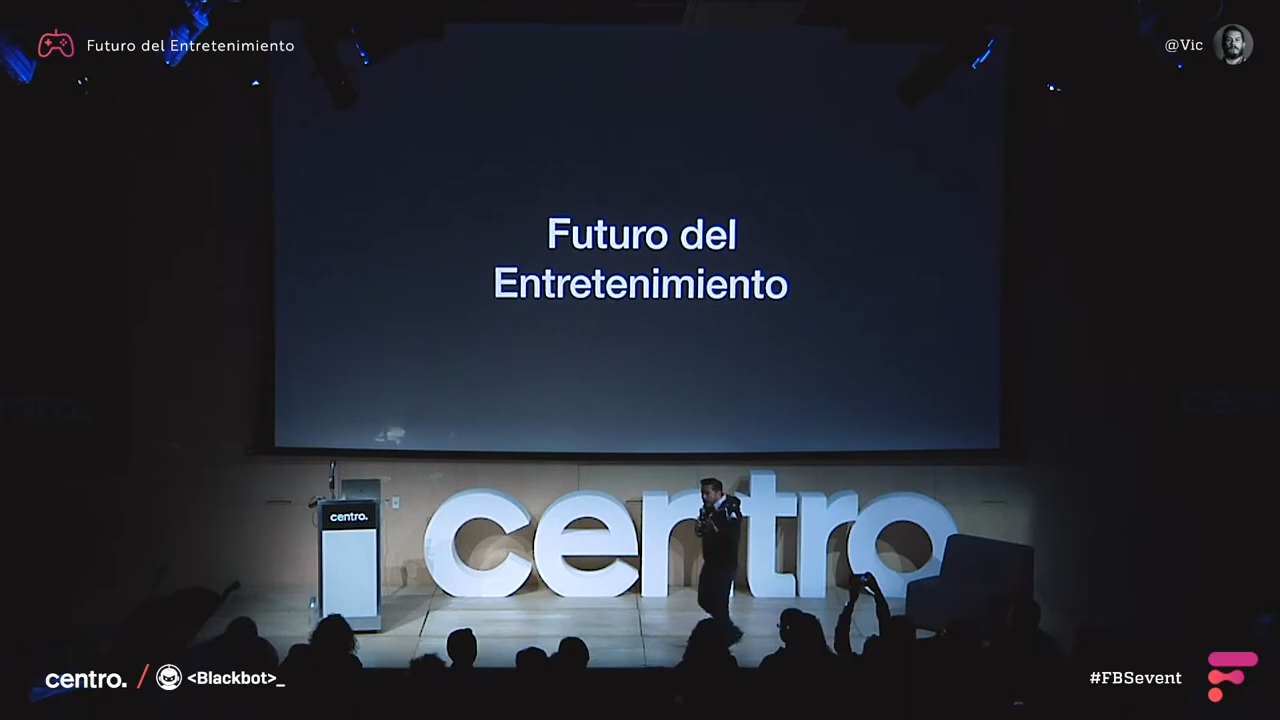 Futuro del Entretenimiento
@Vic
Futuro del
Entretenimiento
centro.
centro
centro. / <Blackbot>_
#FBSevent